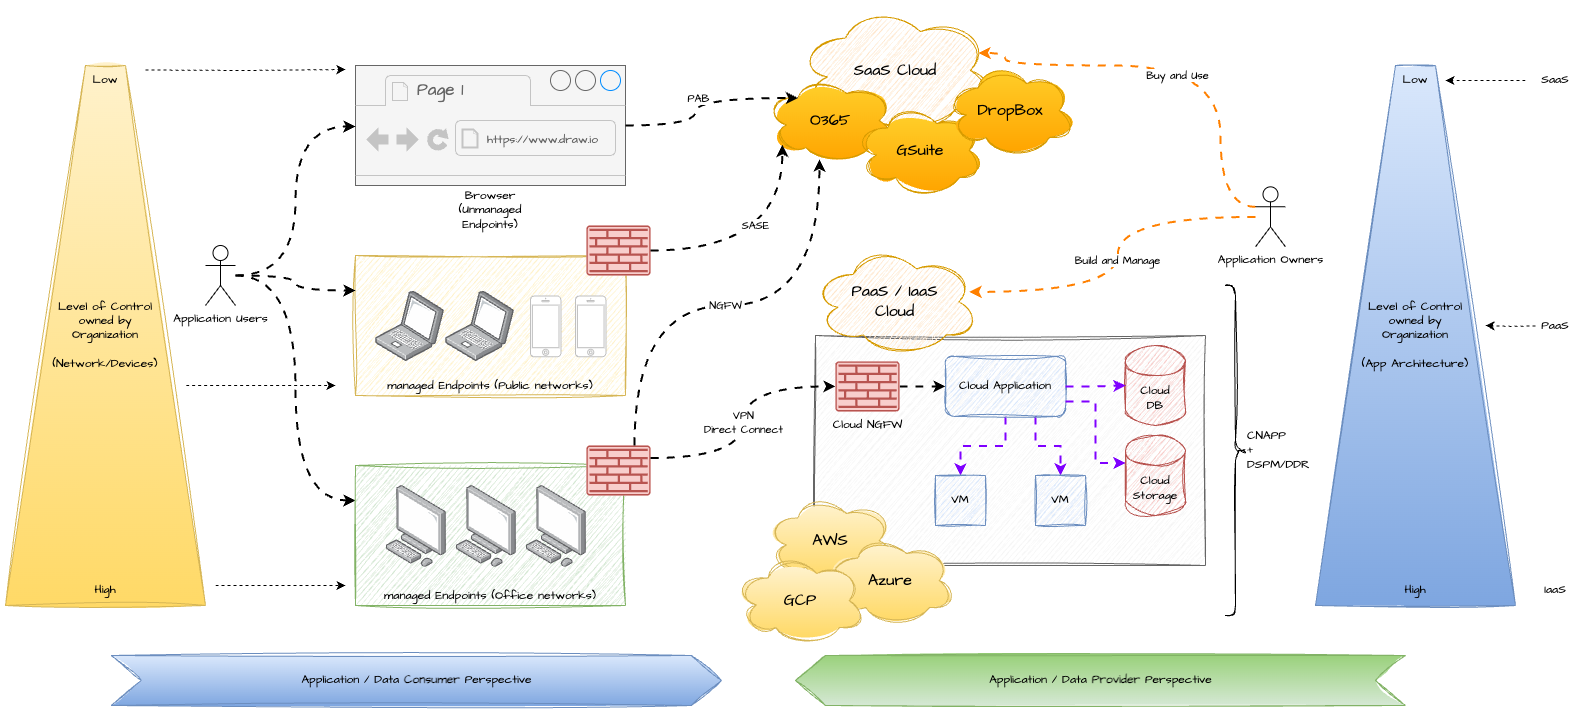 Low
Level of Control
owned by
Organization
(Network/Devices)
High
Application Users
Page 1
https://www.draw.io
Browser
(Unmanaged
Endpoints)
managed Endpoints (Public networks)
managed Endpoints (Office networks)
PAB
SASE
NGFW
VPN
Direct Connect
SaaS Cloud
O365
GSuite
DropBox
Buy and Use
Build and Manage
Application Owners
PaaS / IaaS
Cloud
Cloud NGFW
Cloud Application
Cloud
DB
Cloud
Storage
VM
VM
AWS
Azure
GCP
CNAPP
+
DSPM/DDR
Low
Level of Control
owned by
Organization
(App Architecture)
High
SaaS
PaaS
IaaS
Application / Data Consumer Perspective
Application / Data Provider Perspective